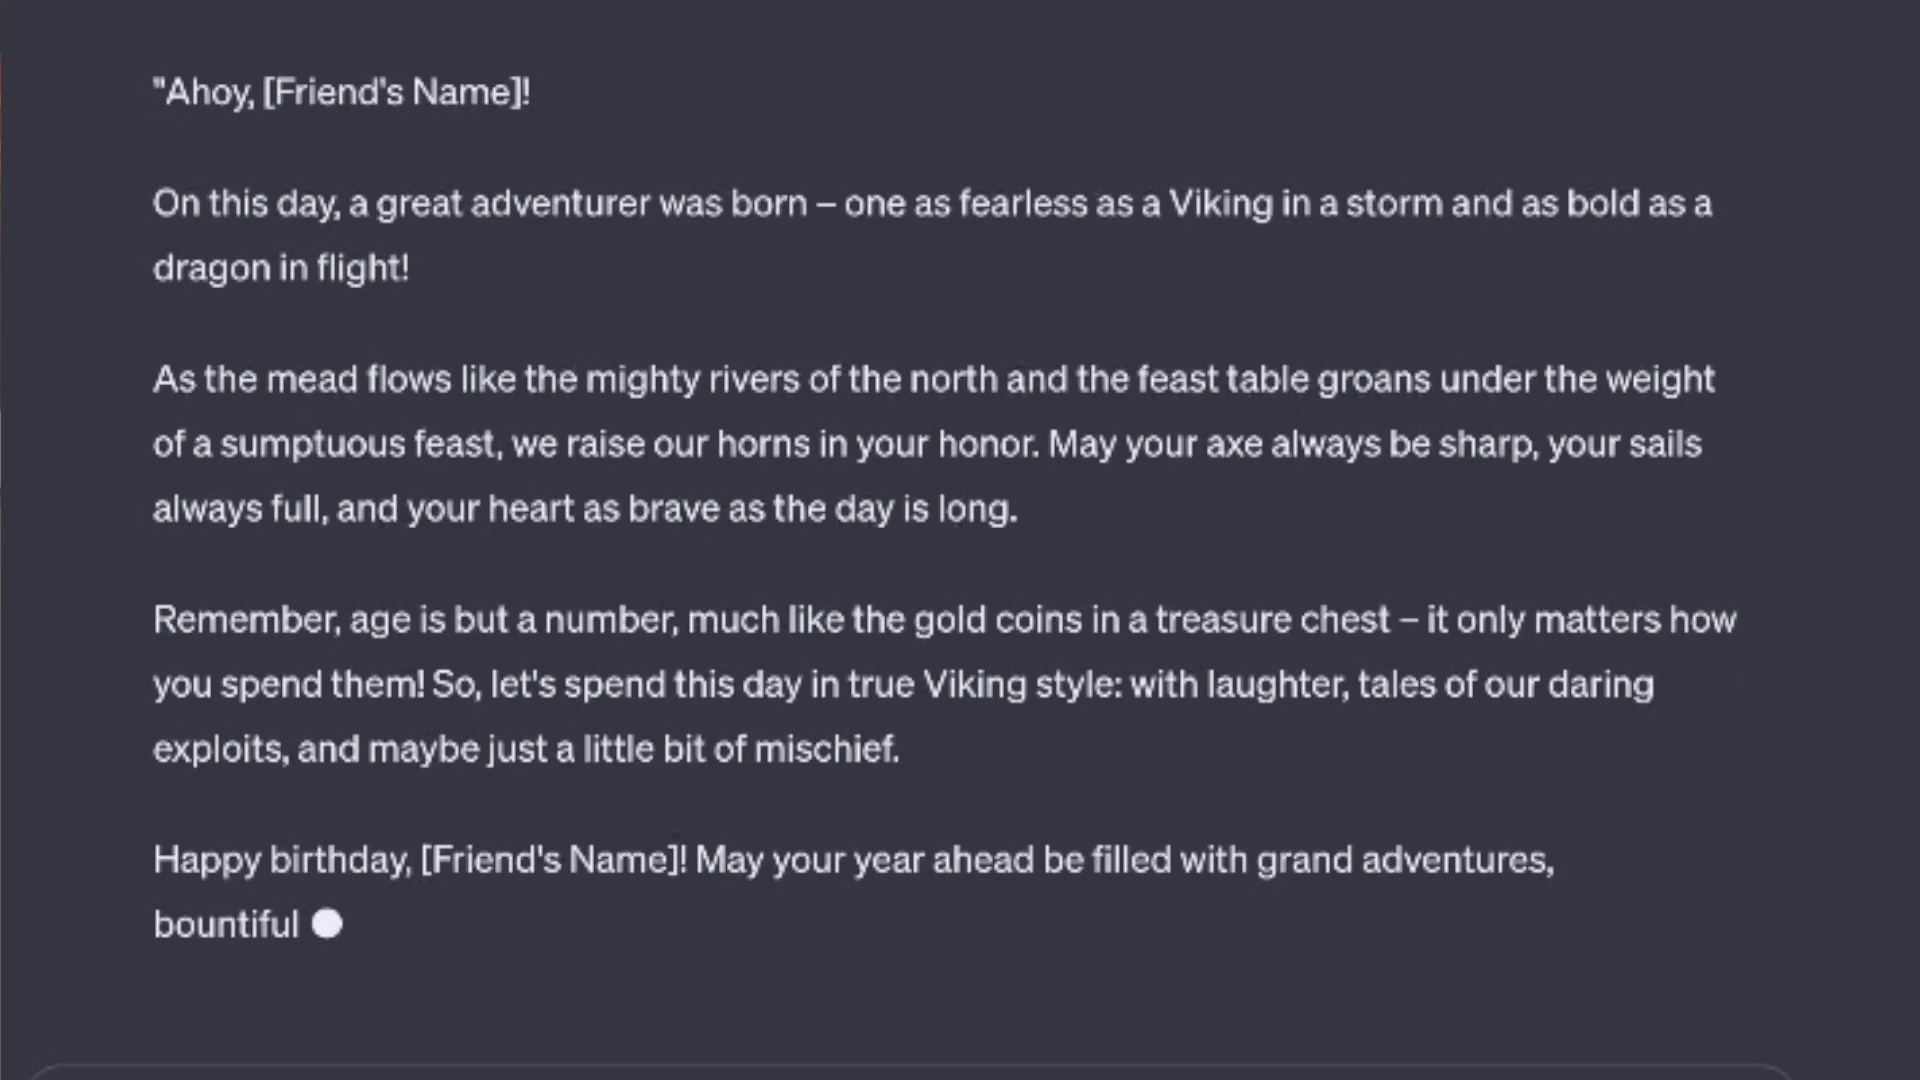 "Ahoy, [Friend's Name]!
On this day, a great adventurer was born – one as fearless as a Viking in a storm and as bold as a
dragon in flight!
As the mead flows like the mighty rivers of the north and the feast table groans under the weight
of a sumptuous feast, we raise our horns in your honor. May your axe always be sharp, your sails
always full, and your heart as brave as the day is long.
Remember, age is but a number, much like the gold coins in a treasure chest – it only matters how
you spend them! So, let's spend this day in true Viking style: with laughter, tales of our daring
exploits, and maybe just a little bit of mischief.
Happy birthday, [Friend's Name]! May your year ahead be filled with grand adventures,
bountiful